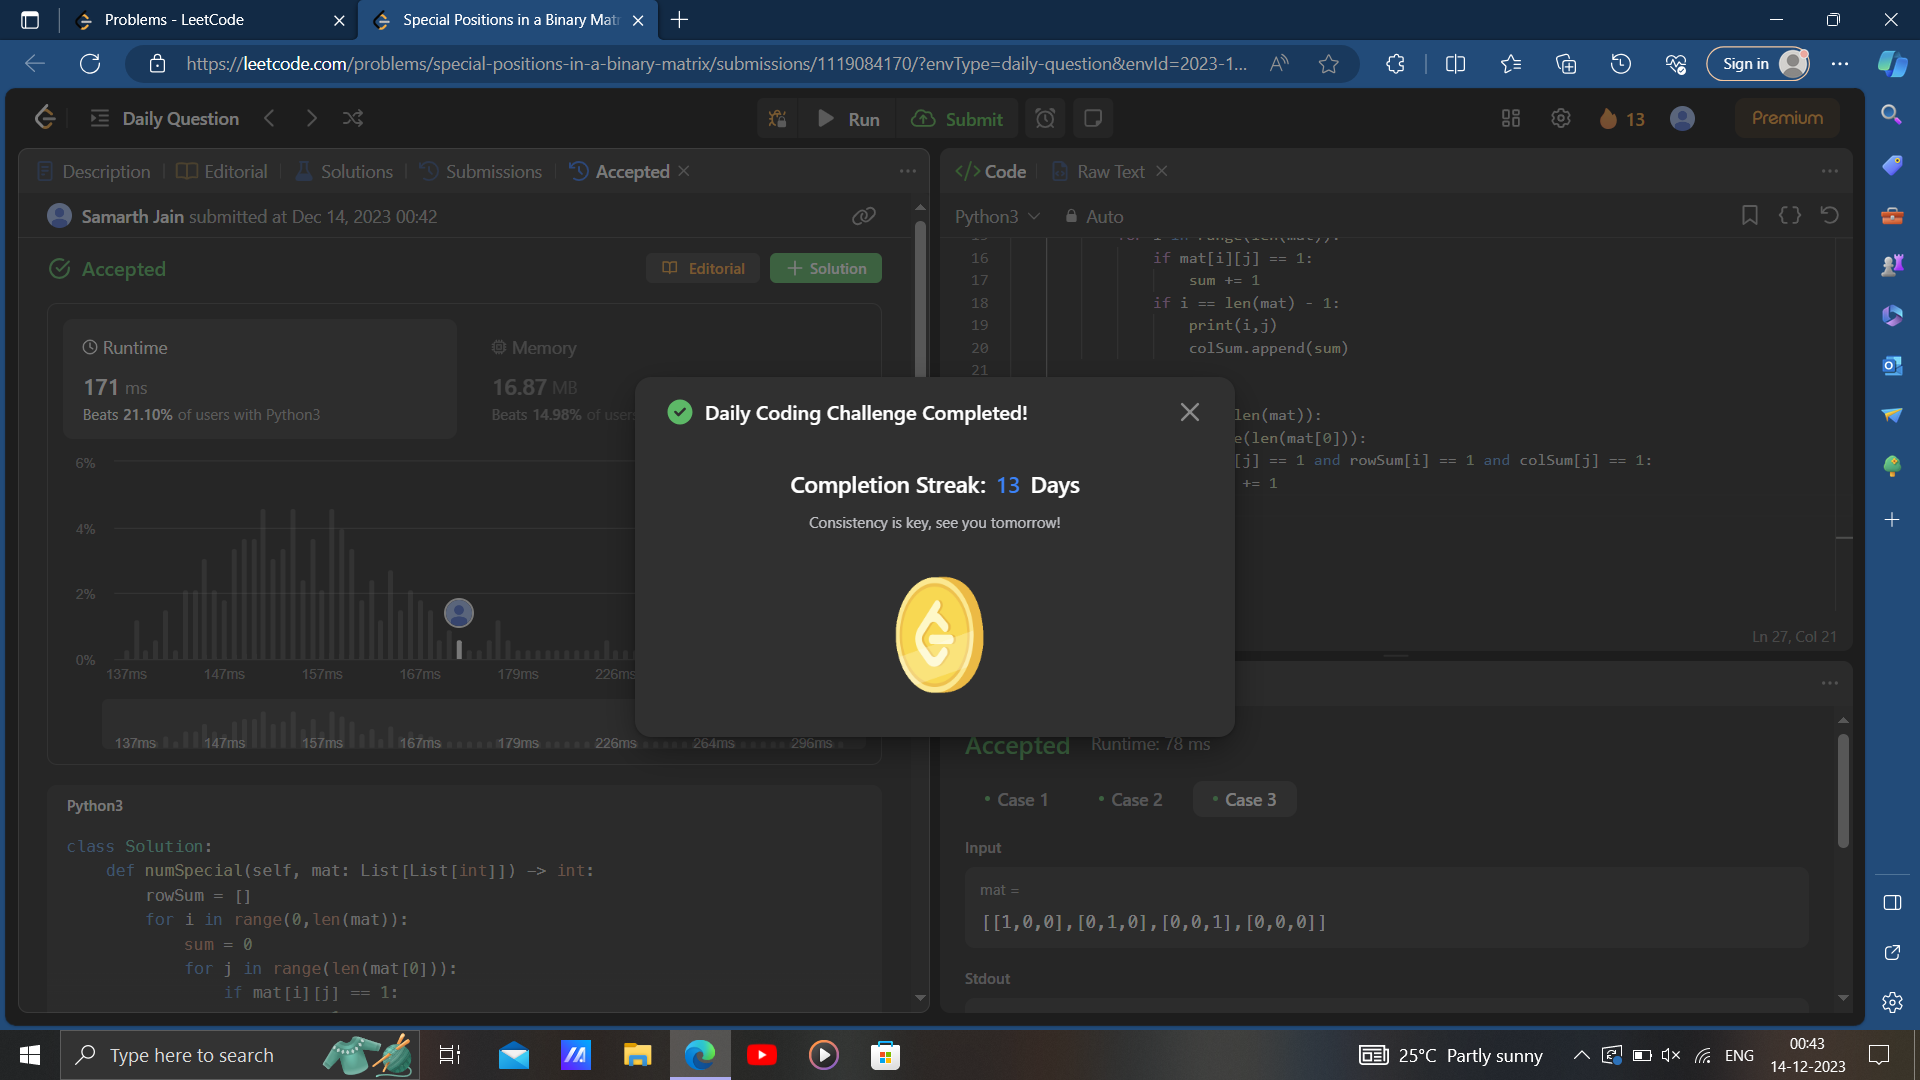 Problems - LeetCode
Special Positions in a Binary Mat
https://leetcode.com/problems/special-positions-in-a-binary-matrix/submissions/1119084170/?envType=daily-question&envId=2023-1...
Sign in
Daily Question
Run
Submit
13
Premium
Description
Editorial
Solutions
Submissions
Accepted
Samarth Jain submitted at Dec 14, 2023 00:42
Accepted
Editorial
Solution
Runtime
171 ms
Beats 21.10% of users with Python3
Memory
16.87 MB
Beats 14.98% of users
6%
4%
2%
0%
137ms 147ms 157ms 167ms 179ms 226ms
137ms 147ms 157ms 167ms 179ms 226ms 264ms 296ms
Python3
class Solution:
def numSpecial(self, mat: List[List[int]]) -> int:
rowSum = []
for i in range(0,len(mat)):
sum = 0
for j in range(len(mat[0])):
if mat[i][j] == 1:
Code
Raw Text
Python3
Auto
15 for i in range(len(mat)):
16 if mat[i][j] == 1:
17 sum += 1
18 if i == len(mat) - 1:
19 print(i,j)
20 colSum.append(sum)
21
len(mat)):
e(len(mat[0])):
[j] == 1 and rowSum[i] == 1 and colSum[j] == 1:
+= 1
Ln 27, Col 21
Daily Coding Challenge Completed!
Completion Streak: 13 Days
Consistency is key, see you tomorrow!
Accepted
Runtime: 78 ms
Case 1
Case 2
Case 3
Input
mat =
[[1,0,0],[0,1,0],[0,0,1],[0,0,0]]
Stdout
Type here to search
25°C Partly sunny
ENG
00:43
14-12-2023